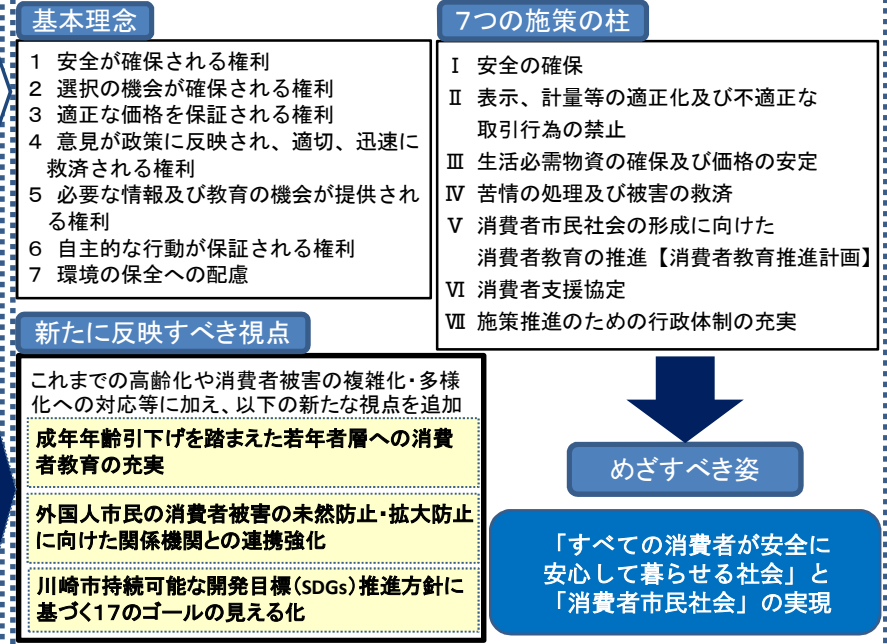 基本理念
1 安全が確保される権利
2 選択の機会が確保される権利
3 適正な価格を保証される権利
4 意見が政策に反映され、適切、迅速に
救済される権利
5 必要な情報及び教育の機会が提供され
る権利
6 自主的な行動が保証される権利
7 環境の保全への配慮
7つの施策の柱
Ⅰ 安全の確保
Ⅱ 表示、計量等の適正化及び不適正な
取引行為の禁止
Ⅲ 生活必需物資の確保及び価格の安定
Ⅳ 苦情の処理及び被害の救済
Ⅴ 消費者市民社会の形成に向けた
消費者教育の推進【消費者教育推進計画】
Ⅵ 消費者支援協定
Ⅶ 施策推進のための行政体制の充実
新たに反映すべき視点
これまでの高齢化や消費者被害の複雑化・多様
化への対応等に加え、以下の新たな視点を追加
成年年齢引下げを踏まえた若年者層への消費
者教育の充実
外国人市民の消費者被害の未然防止・拡大防止
に向けた関係機関との連携強化
川崎市持続可能な開発目標（SDGs）推進方針に
基づく17のゴールの見える化
めざすべき姿
「すべての消費者が安全に
安心して暮らせる社会」と
「消費者市民社会」の実現